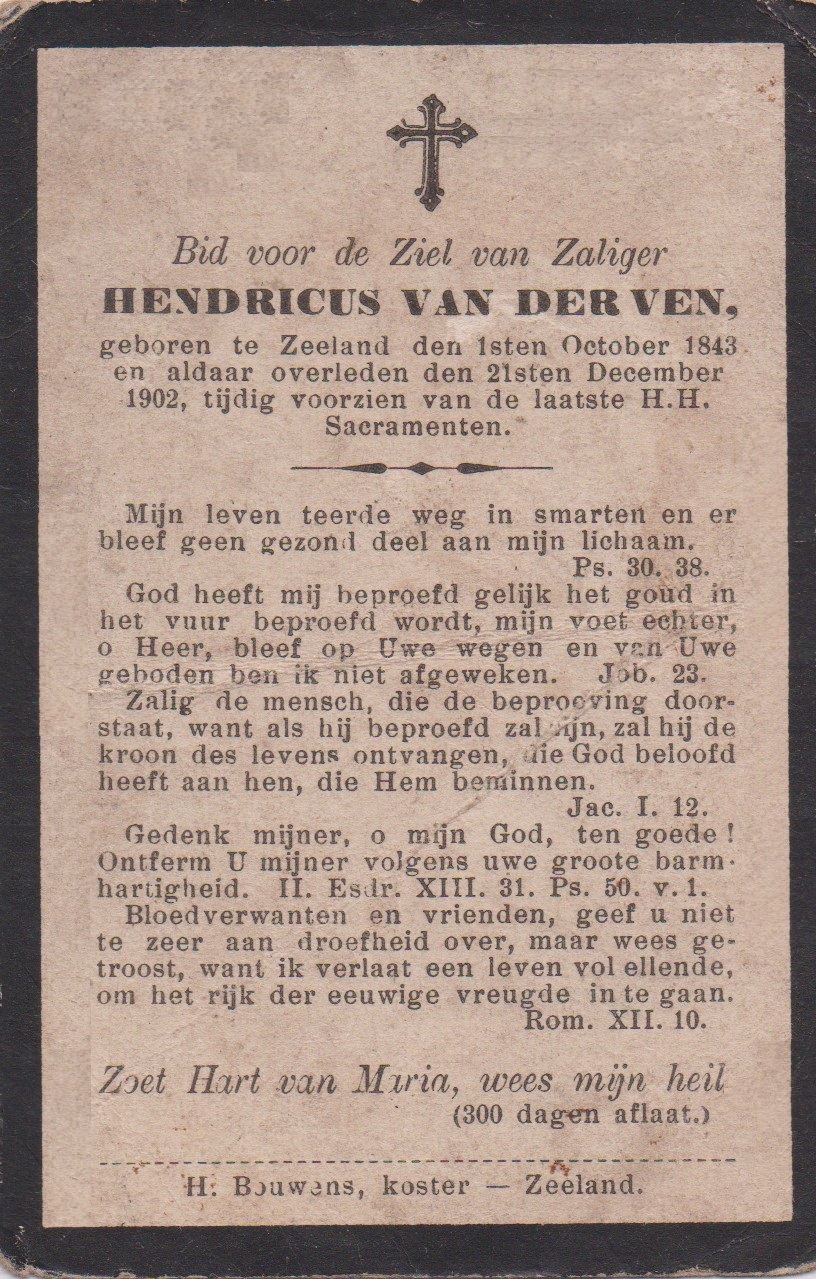 Bid voor de Ziel van Zaliger
HENDRICUS VAN DER VEN,
geboren te Zeeland den 1sten October 1843
en aldaar overleden den 21sten December
1902, tijdig voorzien van de laatste H.H.
Sacramenten.
Mijn leven teerde weg in smarten en er
bleef geen gezond deel aan mijn lichaam.
Ps. 30. 38.
God heeft mij beproefd gelijk het goud in
het vuur beproefd wordt, mijn voet echter,
o Heer, bleef op Uwe wegen en van Uwe
geboden ben ik niet afgeweken. Job. 23.
Zalig de mensch, die de beproeving door-
staat, want als hij beproefd zal zijn, zal hij de
kroon des levens ontvangen, die God beloofd
heeft aan hen, die Hem beminnen.
Jac. I. 12.
Gedenk mijner, o mijn God, ten goede!
Ontferm U mijner volgens uwe groote barm-
hartigheid. II. Esdr. XIII. 31. Ps. 50. v. 1.
Bloedverwanten en vrienden, geef u niet
te zeer aan droefheid over, maar wees ge-
troost, want ik verlaat een leven vol ellende,
om het rijk der eeuwige vreugde in te gaan.
Rom. XII. 10.
Zoet Hart van Maria, wees mijn heil
(300 dagen aflaat.)
H. Bouwens, koster — Zeeland.